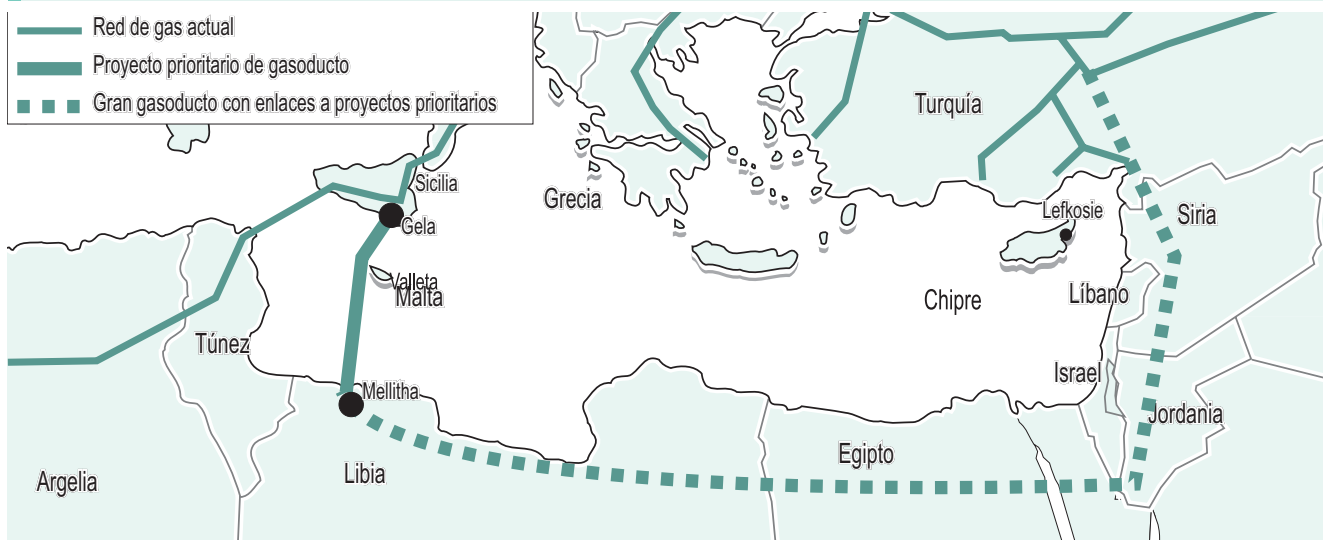 Red de gas actual
Proyecto prioritario de gasoducto
Gran gasoducto con enlaces a proyectos prioritarios
Turquía
Sicilia
Grecia
Lefkosie
Siria
Gela
Valleta
Malta
Chipre
Líbano
Túnez
Israel
Mellitha
Jordania
Egipto
Libia
Argelia